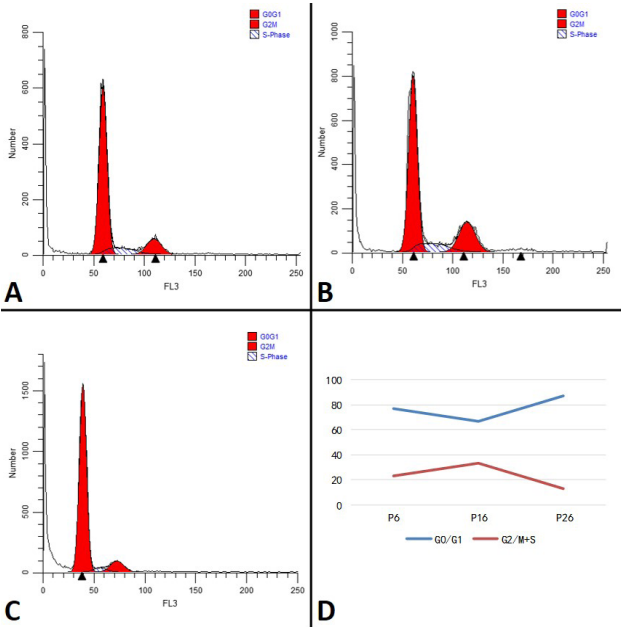 G0G1
G2M
S-Phase
Number
800
600
400
200
0
0
50
100
150
200
250
FL3
A
G0G1
G2M
S-Phase
Number
1000
800
600
400
200
0
0
50
100
150
200
250
FL3
B
G0G1
G2M
S-Phase
Number
1500
1000
500
0
0
50
100
150
200
250
FL3
C
100
80
60
40
20
0
P6 P16 P26
G0/G1 G2/M+S
D